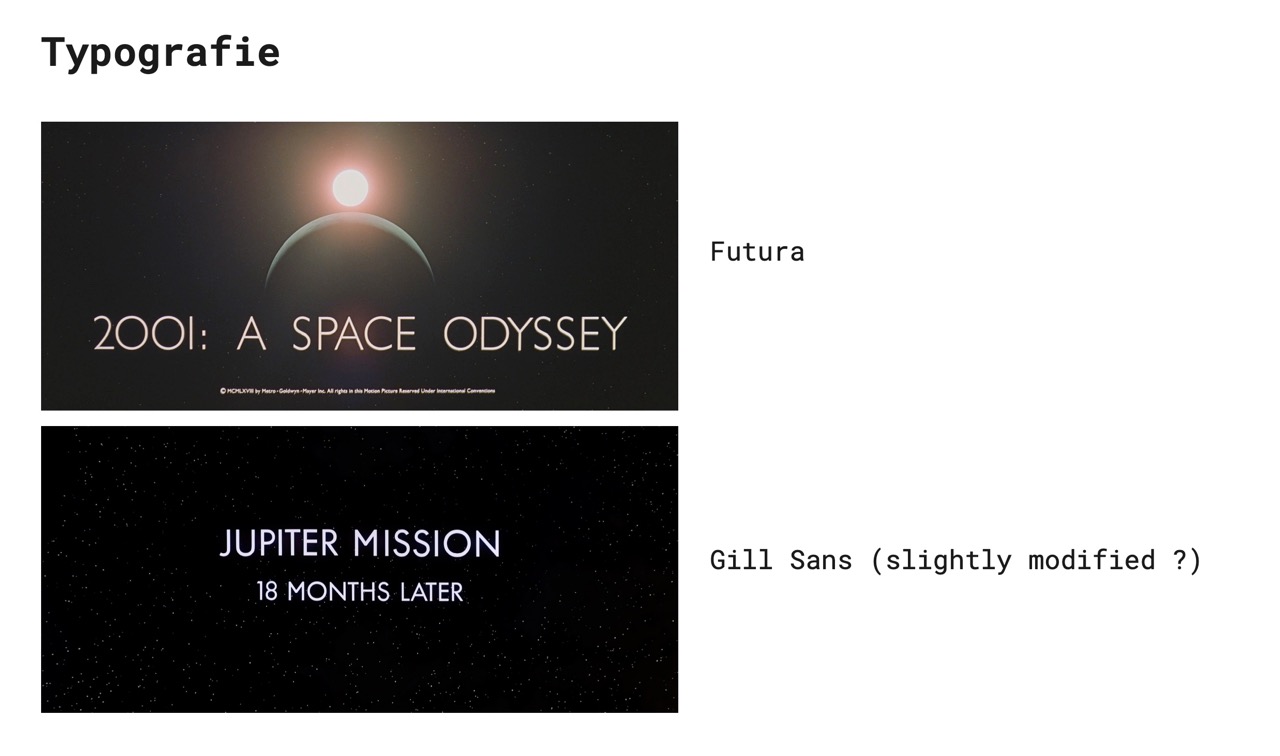 Typografie
2001: A SPACE ODYSSEY
© MCMLXVIII by Metro-Goldwyn-Mayer Inc. All rights in this Motion Picture Reserved Under International Conventions
Futura
JUPITER MISSION
18 MONTHS LATER
Gill Sans (slightly modified ?)